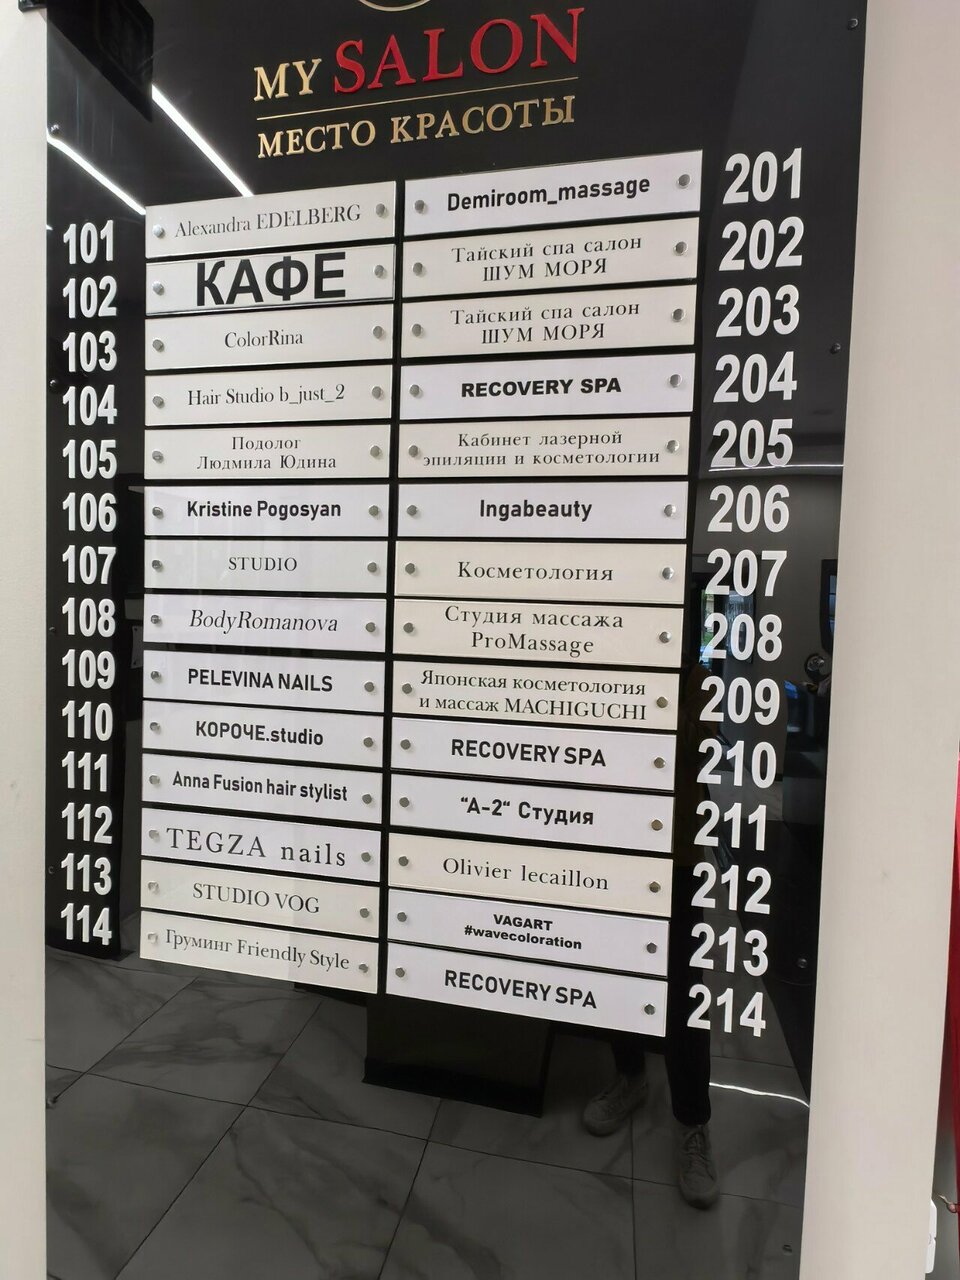 MY SALON
МЕСТО КРАСОТЫ
101
Alexandra EDELBERG
102
КАФЕ
103
ColorRina
104
Hair Studio b_just_2
105
Подолог
Людмила Юдина
106
Kristine Pogosyan
107
STUDIO
108
BodyRomanova
109
PELEVINA NAILS
110
КОРОЧЕ.studio
111
Anna Fusion hair stylist
112
TEGZA nails
113
STUDIO VOG
114
Груминг Friendly Style
Demiroom_massage
201
Тайский спа салон
ШУМ МОРЯ
202
Тайский спа салон
ШУМ МОРЯ
203
RECOVERY SPA
204
Кабинет лазерной
эпиляции и косметологии
205
Ingabeauty
206
Косметология
207
Студия массажа
ProMassage
208
Японская косметология
и массаж MACHIGUCHI
209
RECOVERY SPA
210
"А-2" Студия
211
Olivier lecaillon
212
VAGART
#wavecoloration
213
RECOVERY SPA
214